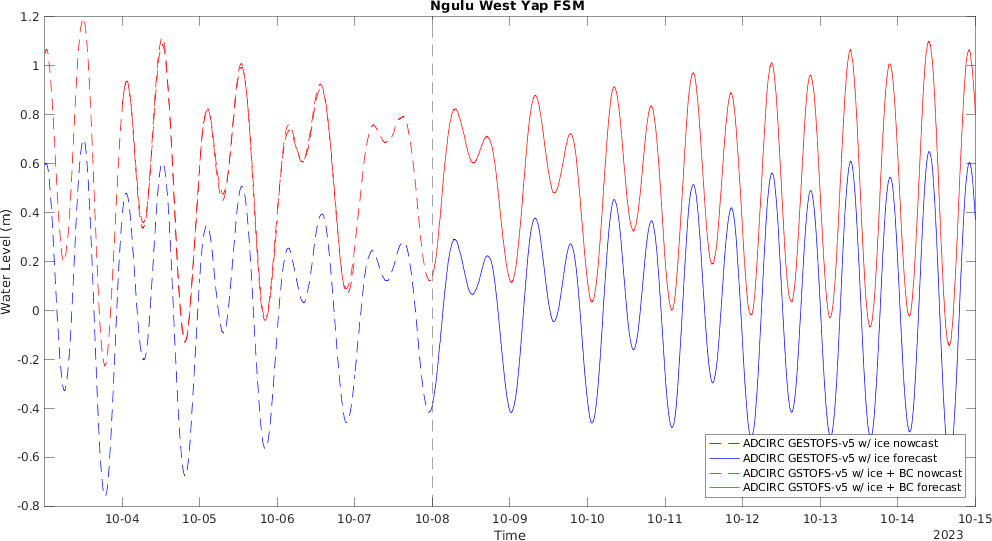 Ngulu West Yap FSM
1.2
1
0.8
0.6
0.4
0.2
0
-0.2
-0.4
-0.6
-0.8
Water Level (m)
ADCIRC GESTOFS-v5 w/ ice nowcast
ADCIRC GESTOFS-v5 w/ ice forecast
ADCIRC GSTOFS-v5 w/ ice + BC nowcast
ADCIRC GSTOFS-v5 w/ ice + BC forecast
10-04 10-05 10-06 10-07 10-08 10-09 10-10 10-11 10-12 10-13 10-14 10-15
Time
2023